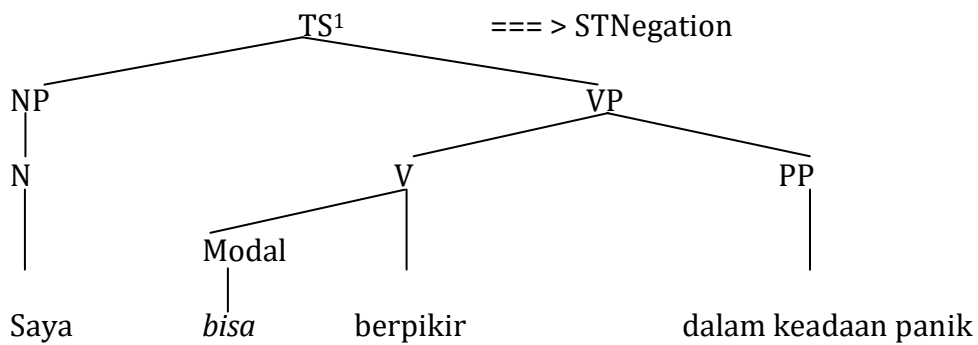 TS¹ === > STNegation
NP VP
N V PP
Modal
Saya bisa berpikir dalam keadaan panik